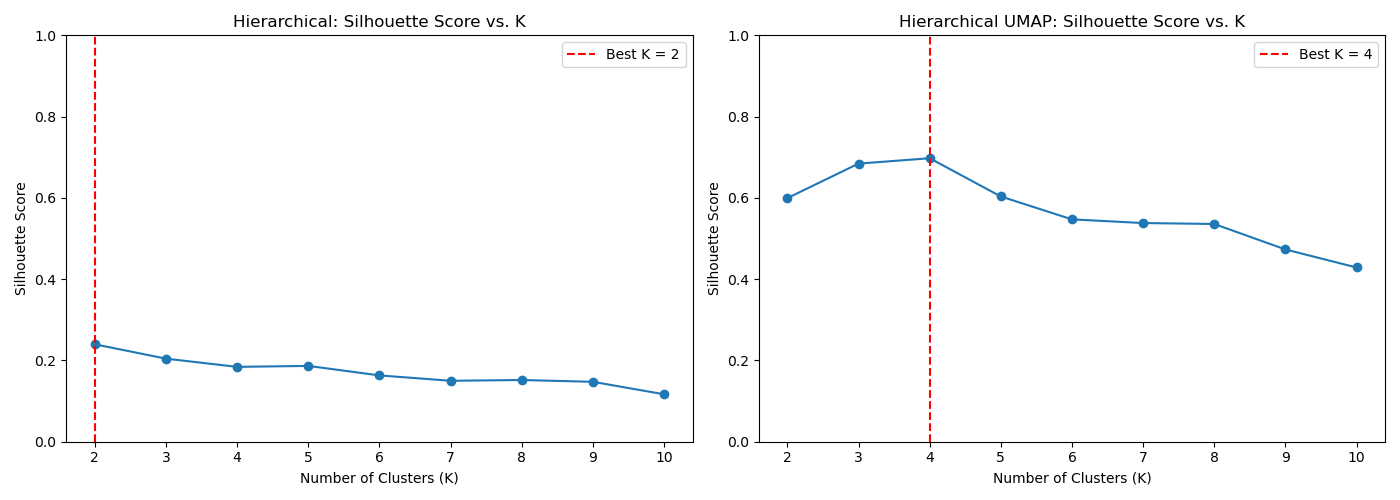 Hierarchical: Silhouette Score vs. K
Best K = 2
Silhouette Score
1.0
0.8
0.6
0.4
0.2
0.0
2 3 4 5 6 7 8 9 10
Number of Clusters (K)
Hierarchical UMAP: Silhouette Score vs. K
Best K = 4
Silhouette Score
1.0
0.8
0.6
0.4
0.2
0.0
2 3 4 5 6 7 8 9 10
Number of Clusters (K)